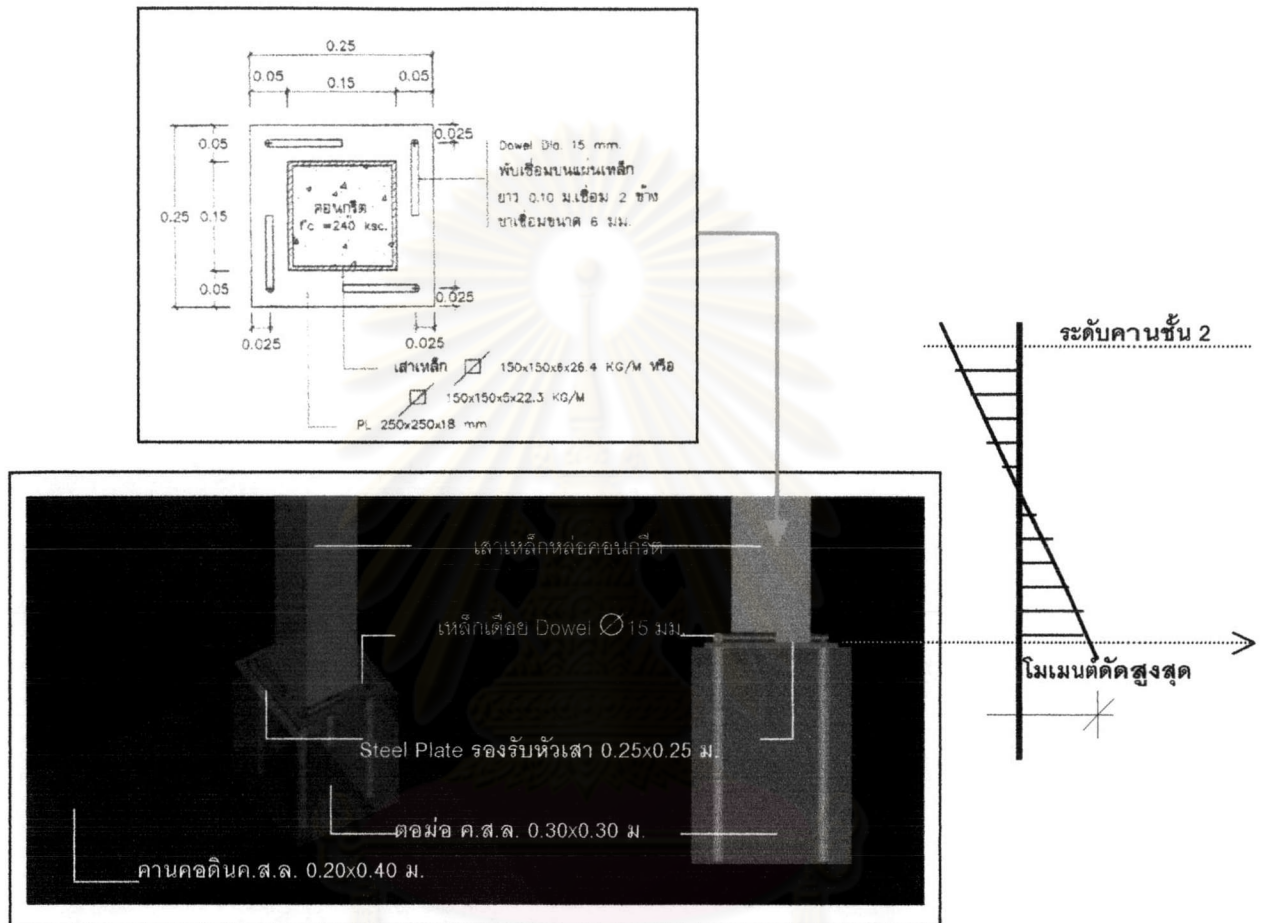 0.25
0.05 0.15 0.05
0.025
0.05
0.25 0.15
0.05
คอนกรีต
f'c =240 ksc.
Dowel Dia. 15 mm.
พับเชื่อมบนแผ่นเหล็ก
ยาว 0.10 ม.เชื่อม 2 ข้าง
ขาเชื่อมขนาด 6 มม.
0.025
0.025 0.025
เสาเหล็ก 150x150x6x26.4 KG/M หรือ
150x150x5x22.3 KG/M
PL 250x250x18 mm
ระดับคานชั้น 2
โมเมนต์ดัดสูงสุด
เสาเหล็กหล่อคอนกรีต
เหล็กเดือย Dowel ∅ 15 มม.
Steel Plate รองรับหัวเสา 0.25x0.25 ม.
ตอม่อ ค.ส.ล. 0.30x0.30 ม.
คานคอดินค.ส.ล. 0.20x0.40 ม.